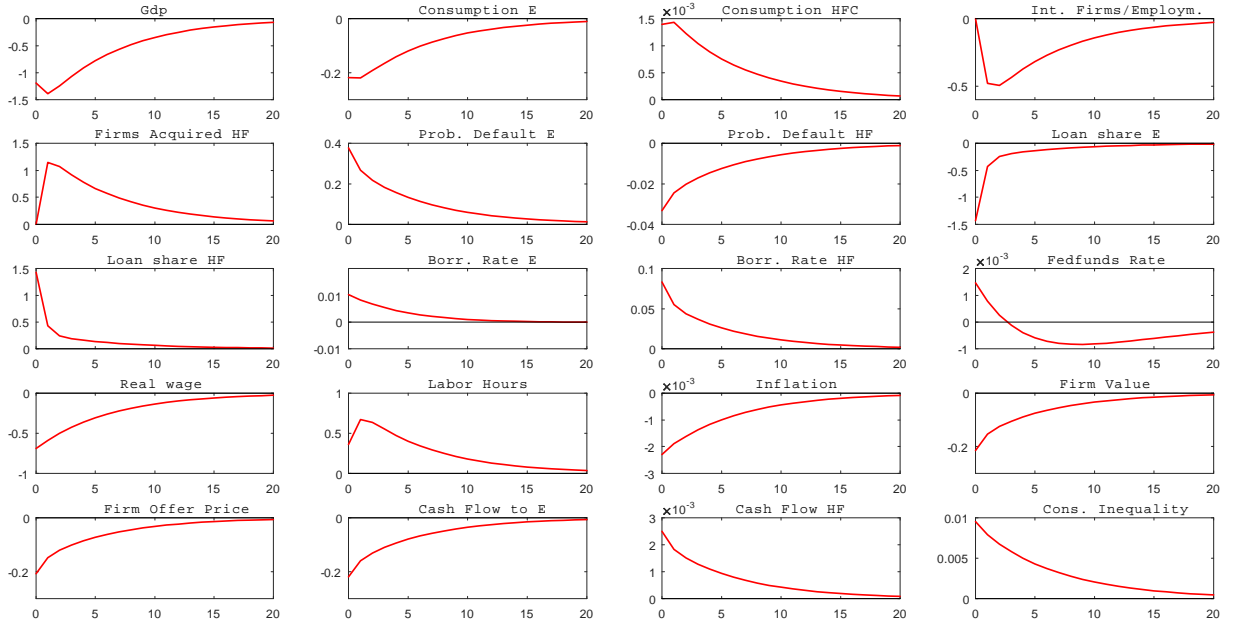 Gdp
0
-0.5
-1
-1.5
0 5 10 15 20
Consumption E
0
-0.2
0 5 10 15 20
Consumption HFC
×10-3
1.5
1
0.5
0
0 5 10 15 20
Int. Firms/Employm.
0
-0.5
0 5 10 15 20
Firms Acquired HF
1.5
1
0.5
0
0 5 10 15 20
Prob. Default E
0.4
0.2
0
0 5 10 15 20
Prob. Default HF
0
-0.02
-0.04
0 5 10 15 20
Loan share E
0
-0.5
-1
-1.5
0 5 10 15 20
Loan share HF
1.5
1
0.5
0
0 5 10 15 20
Borr. Rate E
0.01
0
-0.01
0 5 10 15 20
Borr. Rate HF
0.1
0.05
0
0 5 10 15 20
Fedfunds Rate
×10-3
2
1
0
-1
0 5 10 15 20
Real wage
0
-0.5
-1
0 5 10 15 20
Labor Hours
1
0.5
0
0 5 10 15 20
Inflation
×10-3
0
-1
-2
-3
0 5 10 15 20
Firm Value
0
-0.2
0 5 10 15 20
Firm Offer Price
0
-0.2
0 5 10 15 20
Cash Flow to E
0
-0.2
0 5 10 15 20
Cash Flow HF
×10-3
3
2
1
0
0 5 10 15 20
Cons. Inequality
0.01
0.005
0
0 5 10 15 20